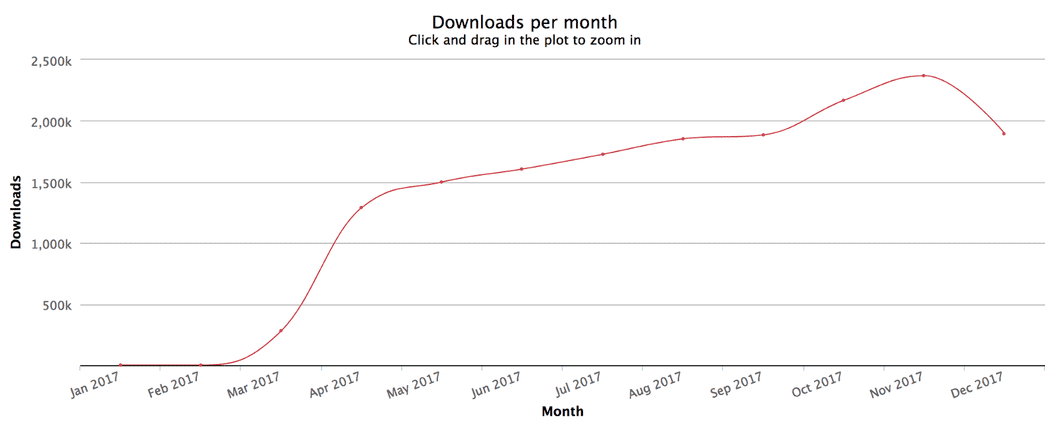 Downloads per month
Click and drag in the plot to zoom in
2,500k
2,000k
1,500k
1,000k
500k
Downloads
Jan 2017
Feb 2017
Mar 2017
Apr 2017
May 2017
Jun 2017
Jul 2017
Aug 2017
Sep 2017
Oct 2017
Nov 2017
Dec 2017
Month